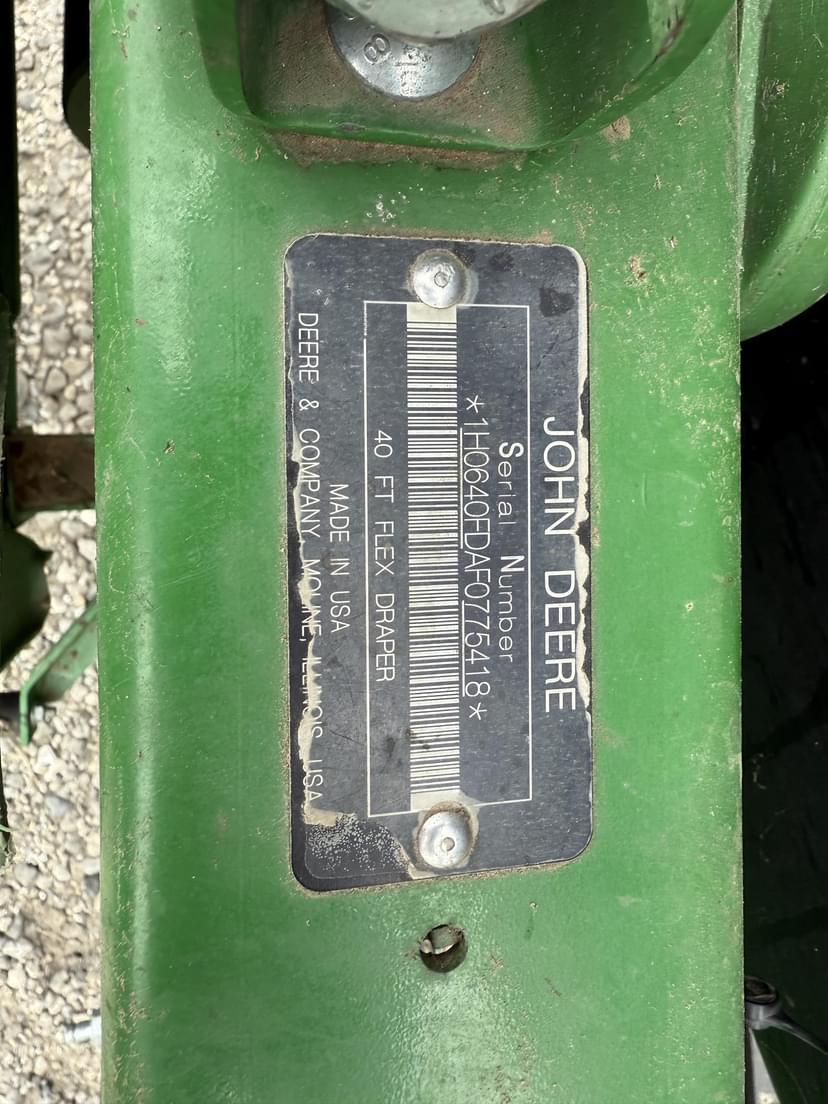 JOHN DEERE
Serial Number
*1H0640FDAF0775418*
40 FT FLEX DRAPER
MADE IN USA
DEERE & COMPANY MOLINE, ILLINOIS USA